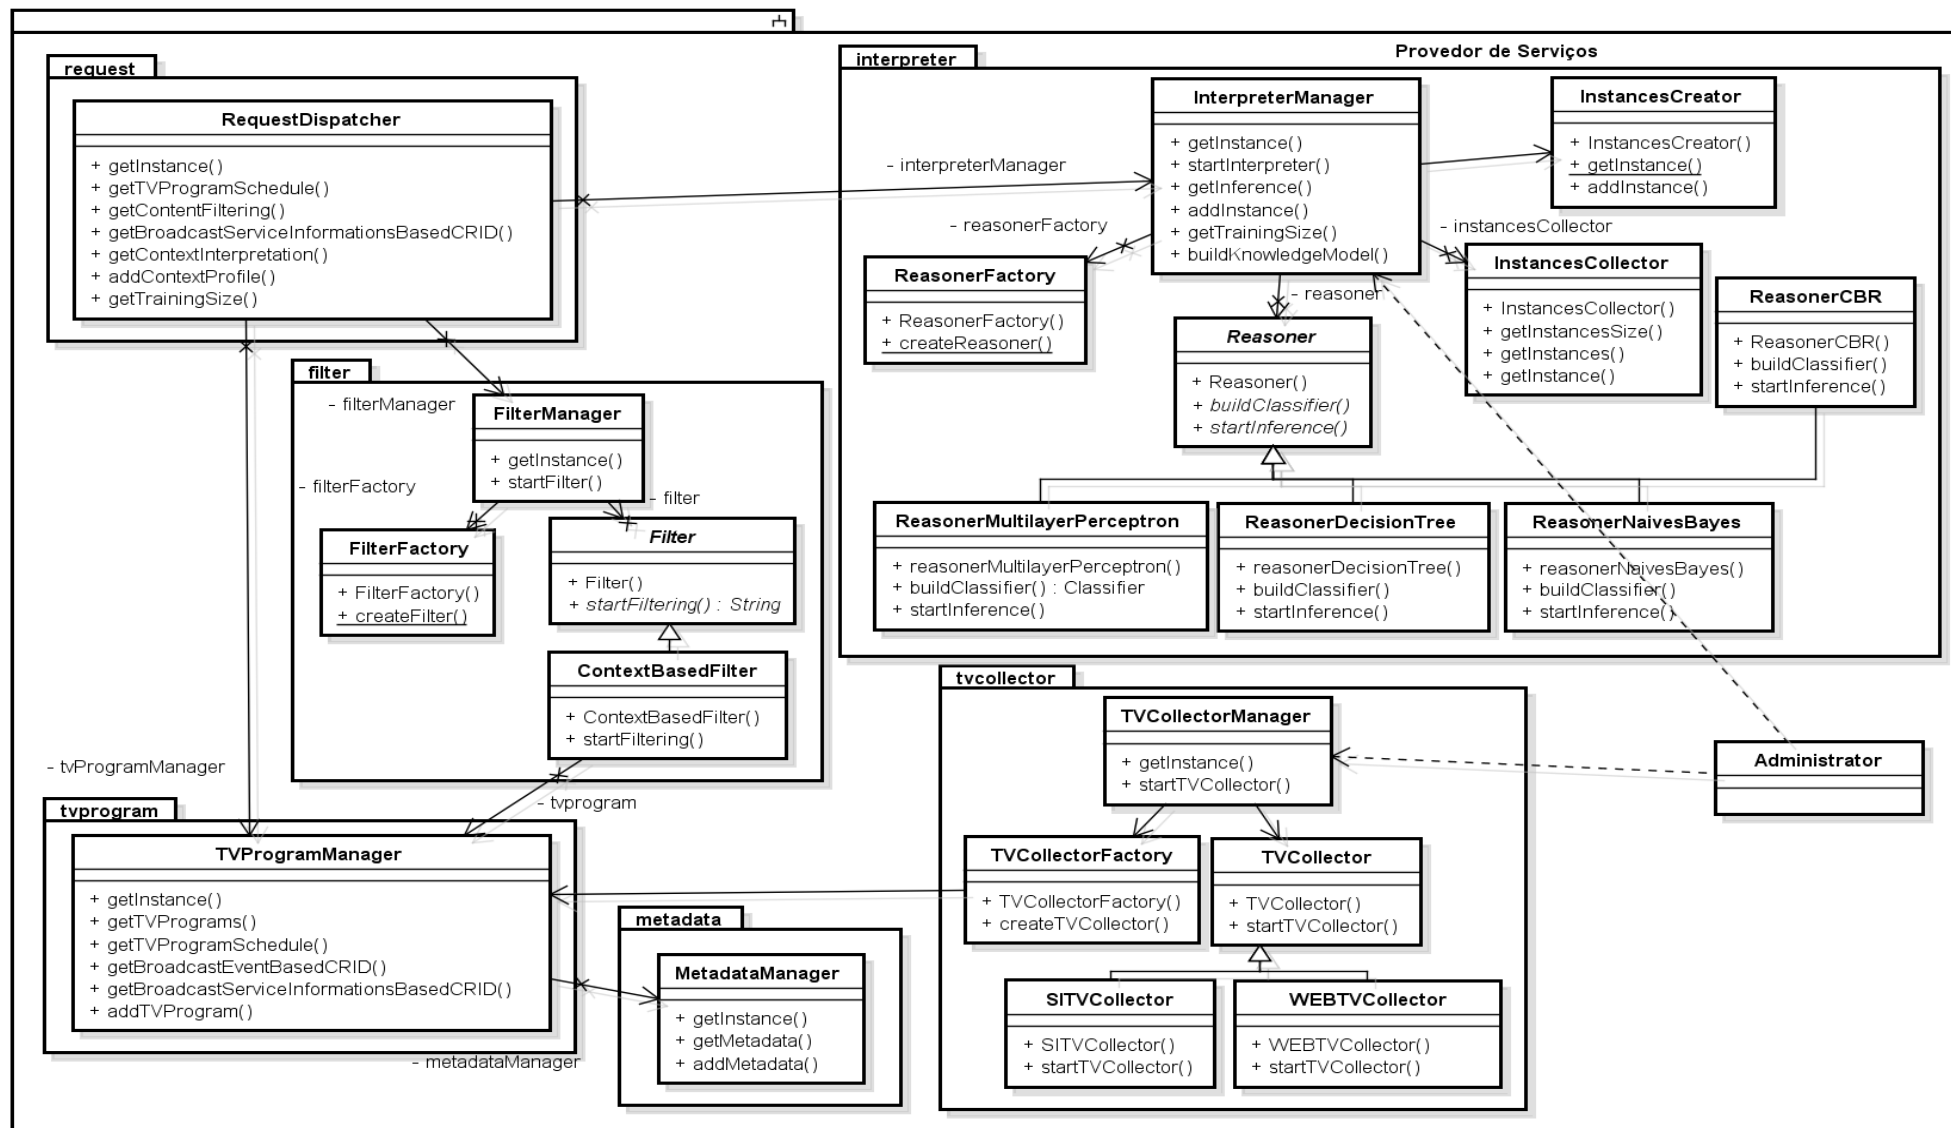 Provedor de Serviços
request
RequestDispatcher
+ getInstance()
+ getTVProgramSchedule()
+ getContentFiltering()
+ getBroadcastServiceInformationsBasedCRID()
+ getContextInterpretation()
+ addContextProfile()
+ getTrainingSize()
interpreter
InterpreterManager
+ getInstance()
+ startInterpreter()
+ getInference()
+ addInstance()
+ getTrainingSize()
+ buildKnowledgeModel()
InstancesCreator
+ InstancesCreator()
+ getInstance()
+ addInstance()
- interpreterManager
- reasonerFactory
- instancesCollector
- reasoner
ReasonerFactory
+ ReasonerFactory()
+ createReasoner()
InstancesCollector
+ InstancesCollector()
+ getInstancesSize()
+ getInstances()
+ getInstance()
ReasonerCBR
+ ReasonerCBR()
+ buildClassifier()
+ startInference()
Reasoner
+ Reasoner()
+ buildClassifier()
+ startInference()
ReasonerMultilayerPerceptron
+ reasonerMultilayerPerceptron()
+ buildClassifier() : Classifier
+ startInference()
ReasonerDecisionTree
+ reasonerDecisionTree()
+ buildClassifier()
+ startInference()
ReasonerNaivesBayes
+ reasonerNaivesBayes()
+ buildClassifier()
+ startInference()
filter
- filterManager
FilterManager
+ getInstance()
+ startFilter()
- filterFactory
- filter
FilterFactory
+ FilterFactory()
+ createFilter()
Filter
+ Filter()
+ startFiltering() : String
ContextBasedFilter
+ ContextBasedFilter()
+ startFiltering()
- tvProgramManager
- tvprogram
tvprogram
TVProgramManager
+ getInstance()
+ getTVPrograms()
+ getTVProgramSchedule()
+ getBroadcastEventBasedCRID()
+ getBroadcastServiceInformationsBasedCRID()
+ addTVProgram()
- metadataManager
metadata
MetadataManager
+ getInstance()
+ getMetadata()
+ addMetadata()
tvcollector
TVCollectorManager
+ getInstance()
+ startTVCollector()
TVCollectorFactory
+ TVCollectorFactory()
+ createTVCollector()
TVCollector
+ TVCollector()
+ startTVCollector()
SITVCollector
+ SITVCollector()
+ startTVCollector()
WEBTVCollector
+ WEBTVCollector()
+ startTVCollector()
Administrator